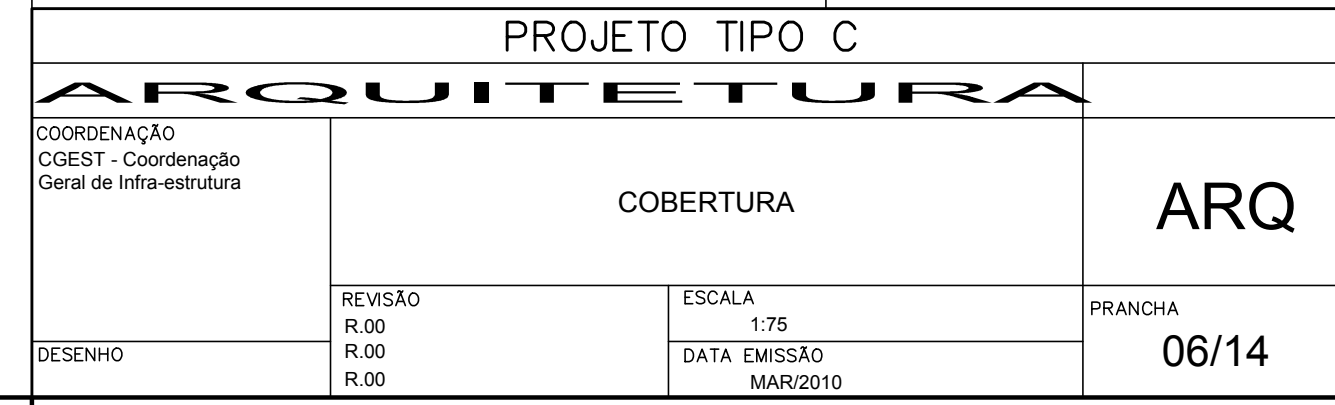 PROJETO TIPO C
ARQUITETURA
COORDENAÇÃO
CGEST - Coordenação
Geral de Infra-estrutura
COBERTURA
ARQ
REVISÃO
R.00
R.00
R.00
ESCALA
1:75
DATA EMISSÃO
MAR/2010
PRANCHA
06/14
DESENHO